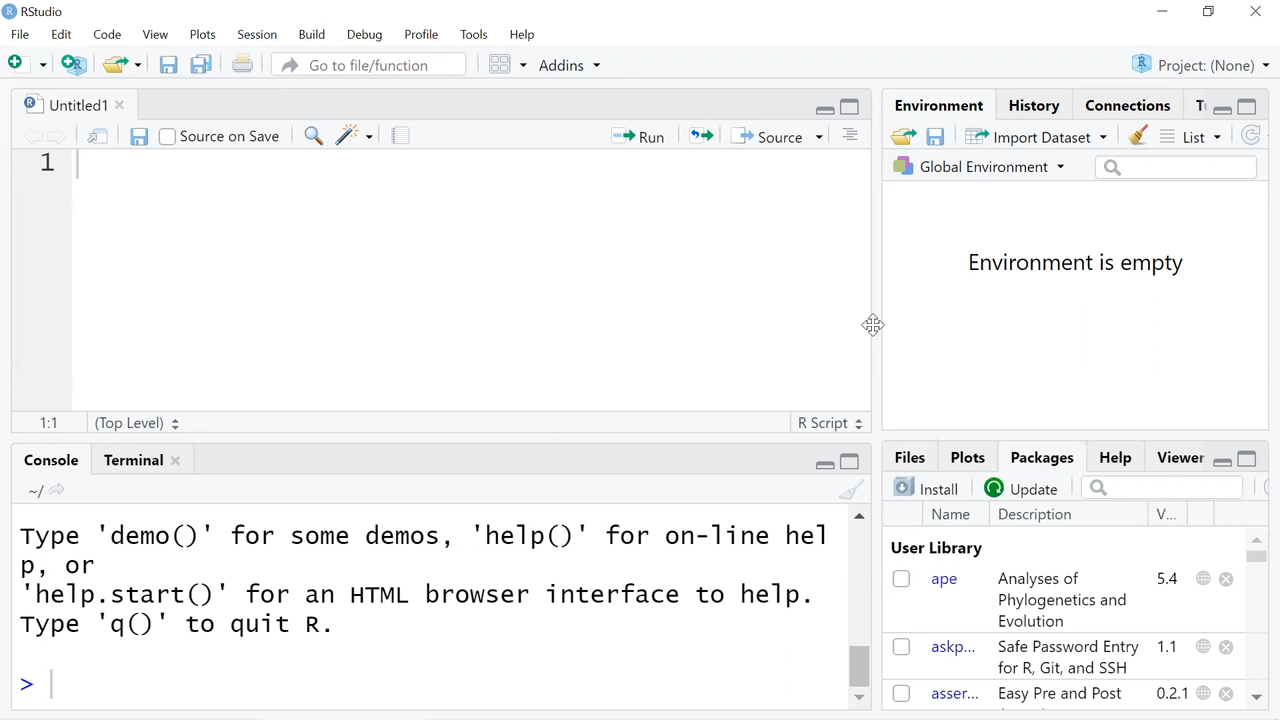 RStudio
File Edit Code View Plots Session Build Debug Profile Tools Help
Go to file/function Addins Project: (None)
Untitled1
Source on Save Run Source
1
1:1 (Top Level) R Script
Console Terminal
~/
Type 'demo()' for some demos, 'help()' for on-line hel
p, or
'help.start()' for an HTML browser interface to help.
Type 'q()' to quit R.
>
Environment History Connections
Import Dataset List
Global Environment
Environment is empty
Files Plots Packages Help Viewer
Install Update
Name Description V...
User Library
ape Analyses of 5.4
Phylogenetics and
Evolution
askp... Safe Password Entry 1.1
for R, Git, and SSH
asser... Easy Pre and Post 0.2.1